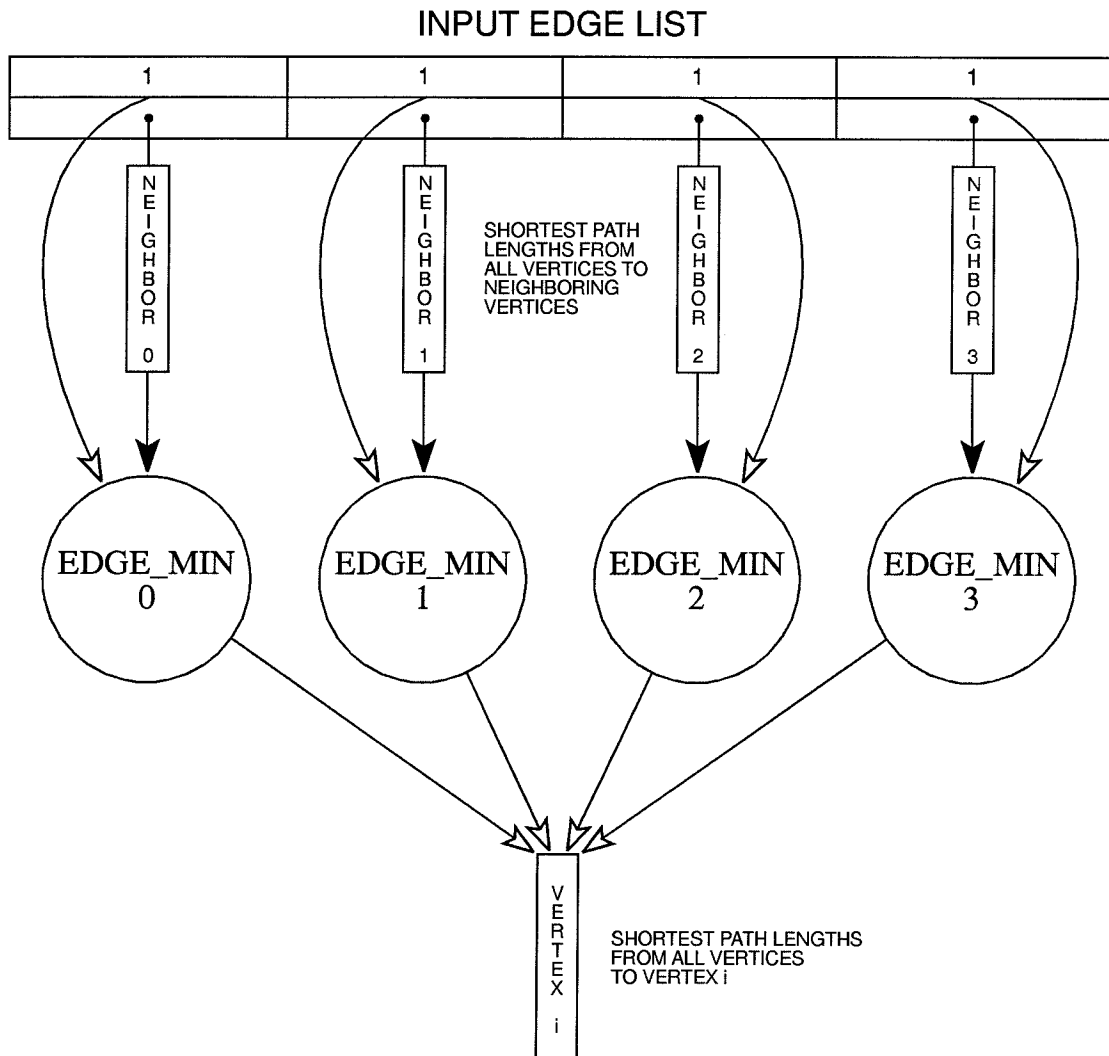 INPUT EDGE LIST
1 1 1 1
NEIGHBOR 0
NEIGHBOR 1
SHORTEST PATH
LENGTHS FROM
ALL VERTICES TO
NEIGHBORING
VERTICES
NEIGHBOR 2
NEIGHBOR 3
EDGE_MIN
0
EDGE_MIN
1
EDGE_MIN
2
EDGE_MIN
3
VERTEX i
SHORTEST PATH LENGTHS
FROM ALL VERTICES
TO VERTEX i